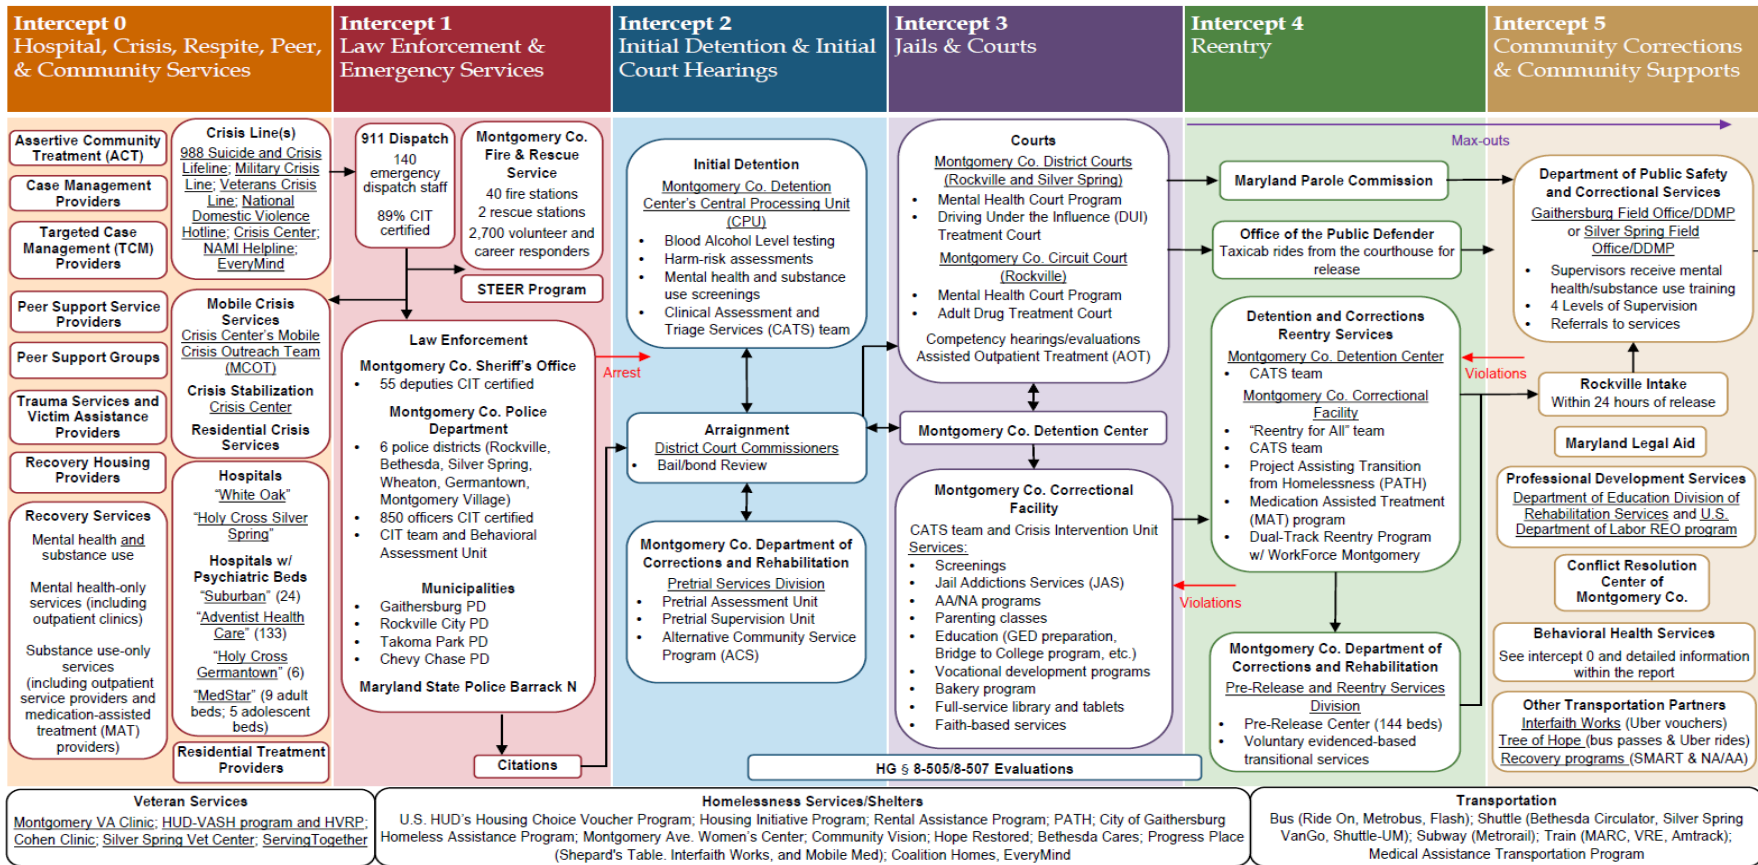 Intercept 0
Hospital, Crisis, Respite, Peer,
& Community Services
Intercept 1
Law Enforcement &
Emergency Services
Intercept 2
Initial Detention & Initial
Court Hearings
Intercept 3
Jails & Courts
Intercept 4
Reentry
Intercept 5
Community Corrections
& Community Supports
Assertive Community
Treatment (ACT)
Case Management
Providers
Targeted Case
Management (TCM)
Providers
Peer Support Service
Providers
Peer Support Groups
Trauma Services and
Victim Assistance
Providers
Recovery Housing
Providers
Recovery Services
Mental health and
substance use
Mental health-only
services (including
outpatient clinics)
Substance use-only
services
(including outpatient
service providers and
medication-assisted
treatment (MAT)
providers)
Crisis Line(s)
988 Suicide and Crisis
Lifeline; Military Crisis
Line; Veterans Crisis
Line; National
Domestic Violence
Hotline; Crisis Center;
NAMI Helpline;
EveryMind
Mobile Crisis
Services
Crisis Center's Mobile
Crisis Outreach Team
(MCOT)
Crisis Stabilization
Crisis Center
Residential Crisis
Services
Hospitals
"White Oak"
"Holy Cross Silver
Spring"
Hospitals w/
Psychiatric Beds
"Suburban" (24)
"Adventist Health
Care" (133)
"Holy Cross
Germantown" (6)
"MedStar" (9 adult
beds; 5 adolescent
beds)
Residential Treatment
Providers
911 Dispatch
140
emergency
dispatch staff
89% CIT
certified
Montgomery Co.
Fire & Rescue
Service
40 fire stations
2 rescue stations
2,700 volunteer and
career responders
STEER Program
Law Enforcement
Montgomery Co. Sheriff's Office
• 55 deputies CIT certified
Montgomery Co. Police
Department
• 6 police districts (Rockville,
Bethesda, Silver Spring,
Wheaton, Germantown,
Montgomery Village)
• 850 officers CIT certified
• CIT team and Behavioral
Assessment Unit
Municipalities
• Gaithersburg PD
• Rockville City PD
• Takoma Park PD
• Chevy Chase PD
Maryland State Police Barrack N
Citations
Arrest
Initial Detention
Montgomery Co. Detention
Center's Central Processing Unit
(CPU)
• Blood Alcohol Level testing
• Harm-risk assessments
• Mental health and substance
use screenings
• Clinical Assessment and
Triage Services (CATS) team
Arraignment
District Court Commissioners
• Bail/bond Review
Montgomery Co. Department of
Corrections and Rehabilitation
Pretrial Services Division
• Pretrial Assessment Unit
• Pretrial Supervision Unit
• Alternative Community Service
Program (ACS)
HG § 8-505/8-507 Evaluations
Courts
Montgomery Co. District Courts
(Rockville and Silver Spring)
• Mental Health Court Program
• Driving Under the Influence (DUI)
Treatment Court
Montgomery Co. Circuit Court
(Rockville)
• Mental Health Court Program
• Adult Drug Treatment Court
Competency hearings/evaluations
Assisted Outpatient Treatment (AOT)
Montgomery Co. Detention Center
Montgomery Co. Correctional
Facility
CATS team and Crisis Intervention Unit
Services:
• Screenings
• Jail Addictions Services (JAS)
• AA/NA programs
• Parenting classes
• Education (GED preparation,
Bridge to College program, etc.)
• Vocational development programs
• Bakery program
• Full-service library and tablets
• Faith-based services
Max-outs
Maryland Parole Commission
Office of the Public Defender
Taxicab rides from the courthouse for
release
Detention and Corrections
Reentry Services
Montgomery Co. Detention Center
• CATS team
Montgomery Co. Correctional
Facility
• "Reentry for All" team
• CATS team
• Project Assisting Transition
from Homelessness (PATH)
• Medication Assisted Treatment
(MAT) program
• Dual-Track Reentry Program
w/ WorkForce Montgomery
Violations
Montgomery Co. Department of
Corrections and Rehabilitation
Pre-Release and Reentry Services
Division
• Pre-Release Center (144 beds)
• Voluntary evidenced-based
transitional services
Violations
Department of Public Safety
and Correctional Services
Gaithersburg Field Office/DDMP
or Silver Spring Field
Office/DDMP
• Supervisors receive mental
health/substance use training
• 4 Levels of Supervision
• Referrals to services
Rockville Intake
Within 24 hours of release
Maryland Legal Aid
Professional Development Services
Department of Education Division of
Rehabilitation Services and U.S.
Department of Labor REO program
Conflict Resolution
Center of
Montgomery Co.
Behavioral Health Services
See intercept 0 and detailed information
within the report
Other Transportation Partners
Interfaith Works (Uber vouchers)
Tree of Hope (bus passes & Uber rides)
Recovery programs (SMART & NA/AA)
Veteran Services
Montgomery VA Clinic; HUD-VASH program and HVRP;
Cohen Clinic; Silver Spring Vet Center; ServingTogether
Homelessness Services/Shelters
U.S. HUD's Housing Choice Voucher Program; Housing Initiative Program; Rental Assistance Program; PATH; City of Gaithersburg
Homeless Assistance Program; Montgomery Ave. Women's Center; Community Vision; Hope Restored; Bethesda Cares; Progress Place
(Shepard's Table. Interfaith Works, and Mobile Med); Coalition Homes, EveryMind
Transportation
Bus (Ride On, Metrobus, Flash); Shuttle (Bethesda Circulator, Silver Spring
VanGo, Shuttle-UM); Subway (Metrorail); Train (MARC, VRE, Amtrack);
Medical Assistance Transportation Program